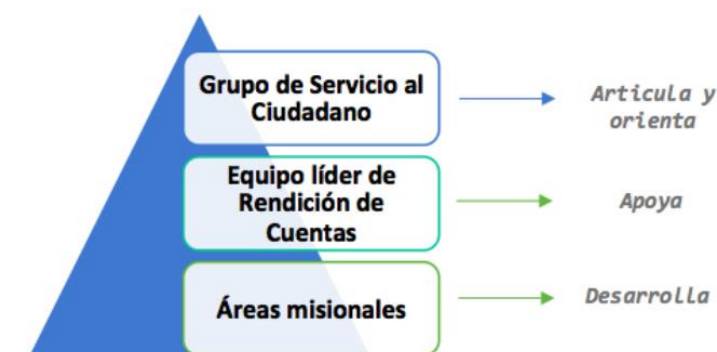 Grupo de Servicio al
Ciudadano
Articula y
orienta
Equipo líder de
Rendición de
Cuentas
Apoya
Áreas misionales
Desarrolla